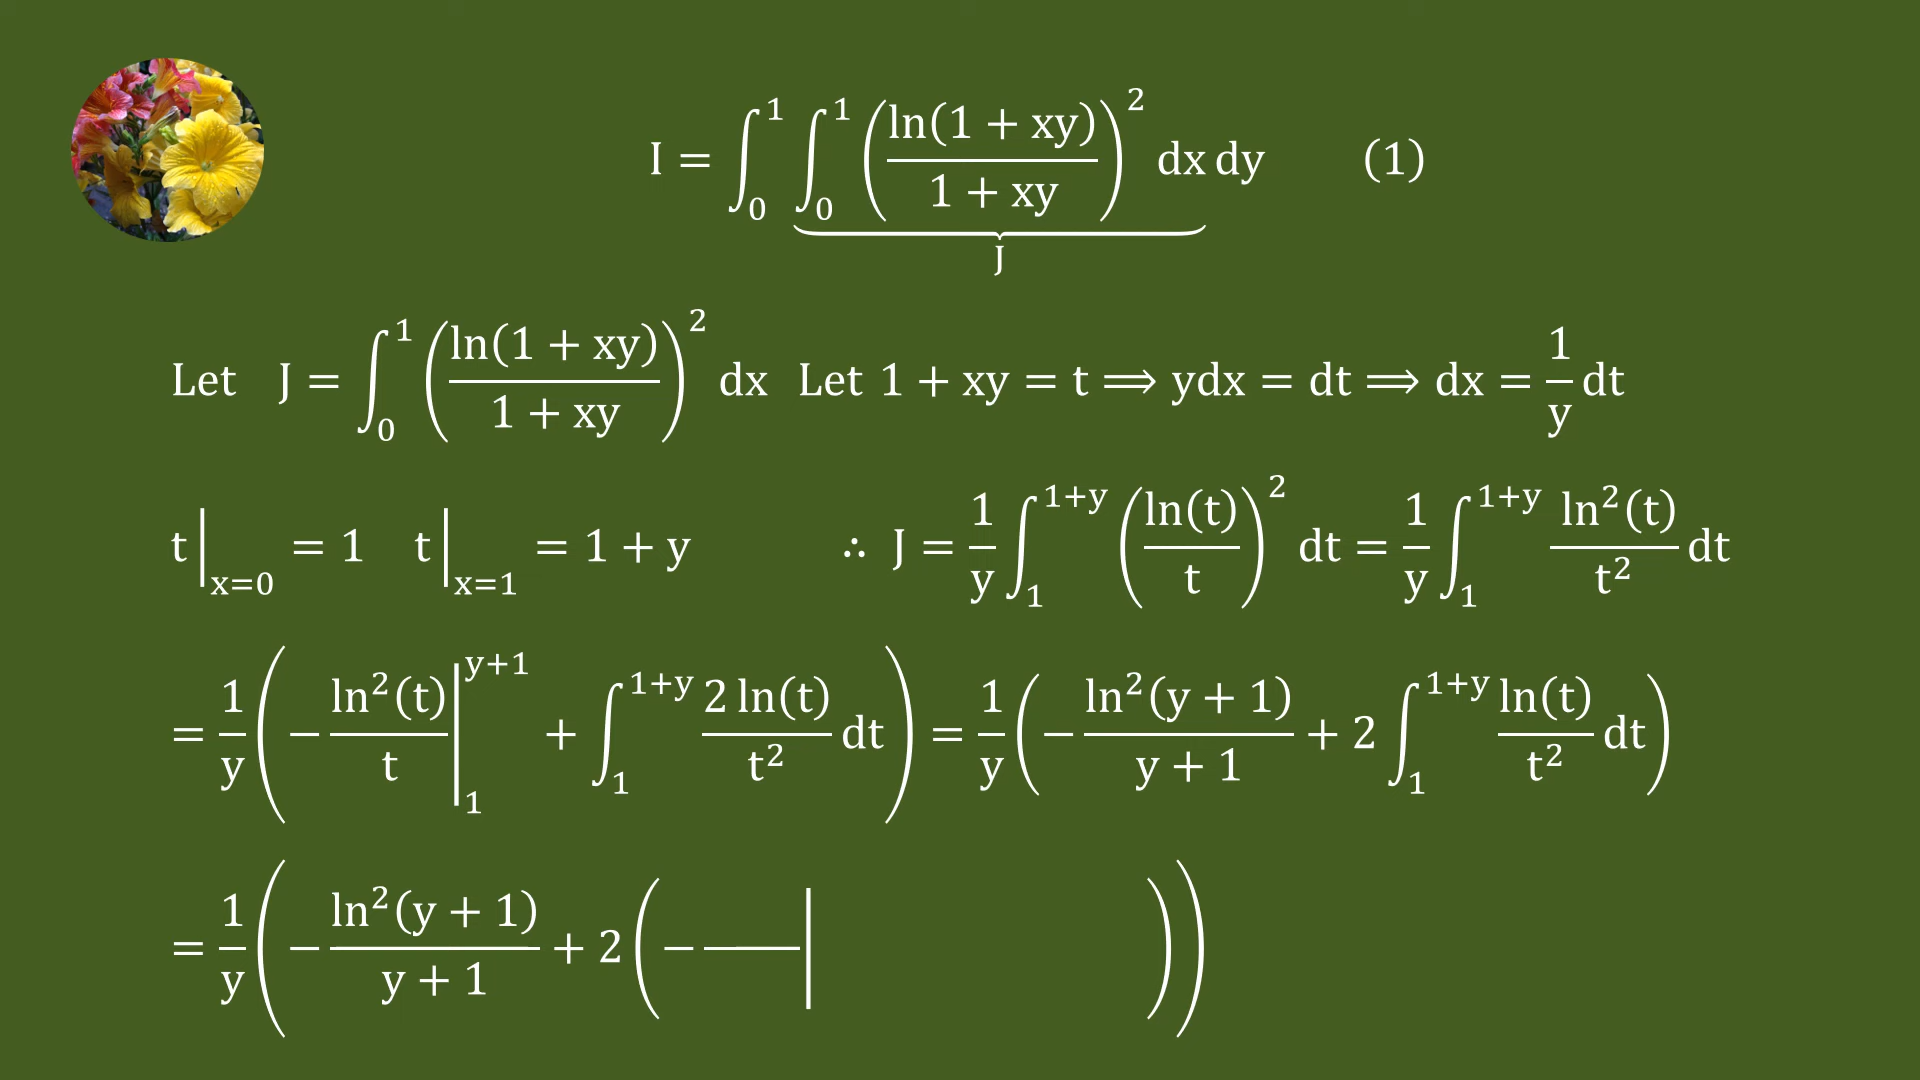 I = ∫₀¹ ∫₀¹ (ln(1 + xy)/(1 + xy))² dx dy (1)
J
Let J = ∫₀¹ (ln(1 + xy)/(1 + xy))² dx Let 1 + xy = t ⟹ ydx = dt ⟹ dx = 1/y dt
t|ₓ₌₀ = 1 t|ₓ₌₁ = 1 + y ∴ J = 1/y ∫₁^(1+y) (ln(t)/t)² dt = 1/y ∫₁^(1+y) ln²(t)/t² dt
= 1/y (− ln²(t)/t |₁^(y+1) + ∫₁^(1+y) 2 ln(t)/t² dt) = 1/y (− ln²(y + 1)/(y + 1) + 2 ∫₁^(1+y) ln(t)/t² dt)
= 1/y (− ln²(y + 1)/(y + 1) + 2 (− — | ))